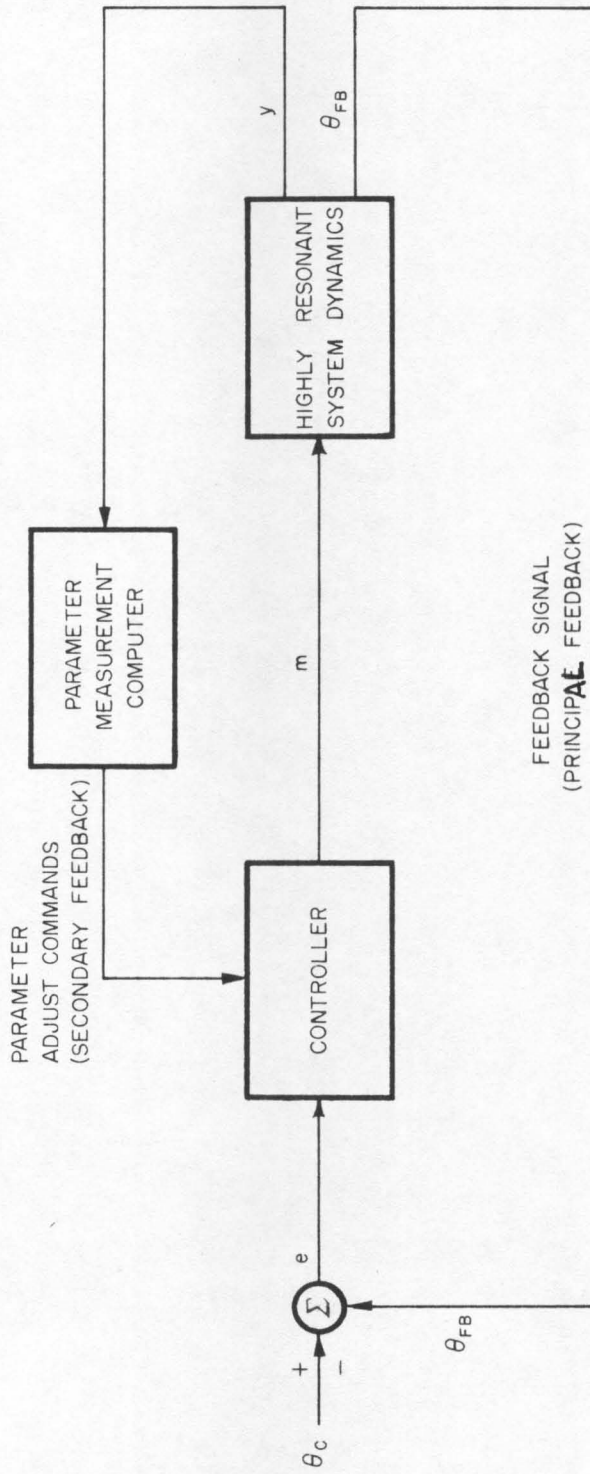 PARAMETER
ADJUST COMMANDS
(SECONDARY FEEDBACK)
PARAMETER
MEASUREMENT
COMPUTER
y
θC
+
−
Σ
e
CONTROLLER
m
HIGHLY RESONANT
SYSTEM DYNAMICS
θFB
θFB
FEEDBACK SIGNAL
(PRINCIPAL FEEDBACK)